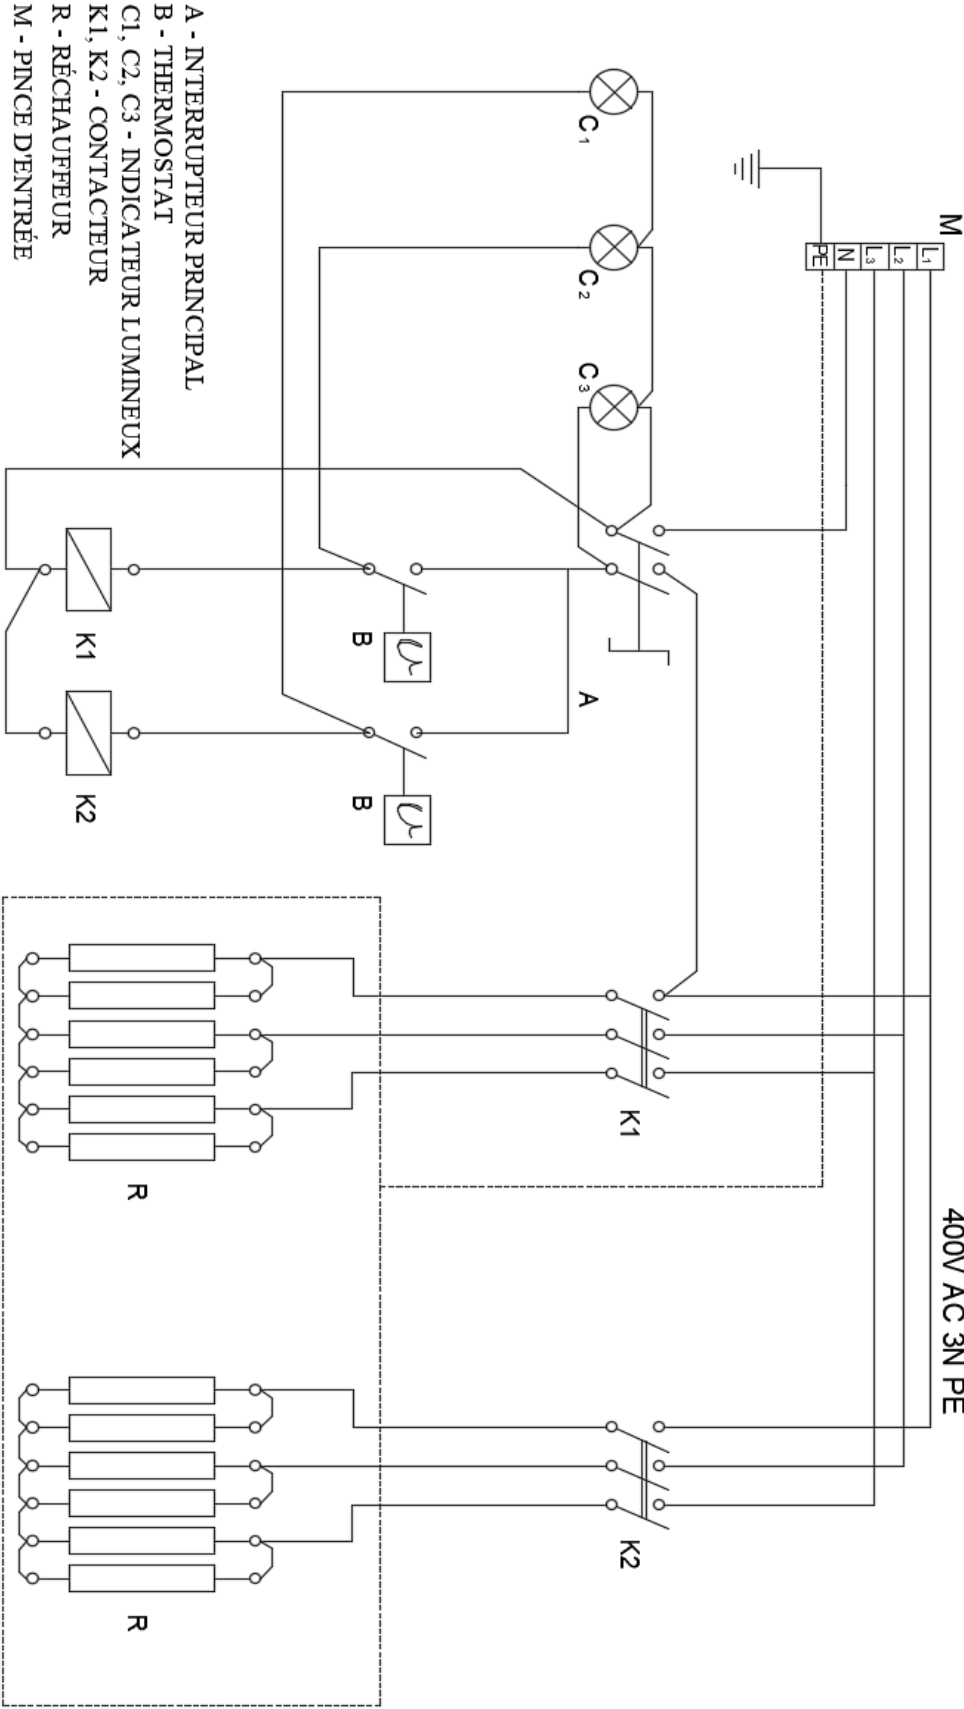 M
400V AC 3N PE
L1
L2
L3
N
PE
C1
C2
C3
A
K1
K2
B
B
K1
K2
R
R
A - INTERRUPTEUR PRINCIPAL
B - THERMOSTAT
C1, C2, C3 - INDICATEUR LUMINEUX
K1, K2 - CONTACTEUR
R - RÉCHAUFFEUR
M - PINCE D'ENTRÉE